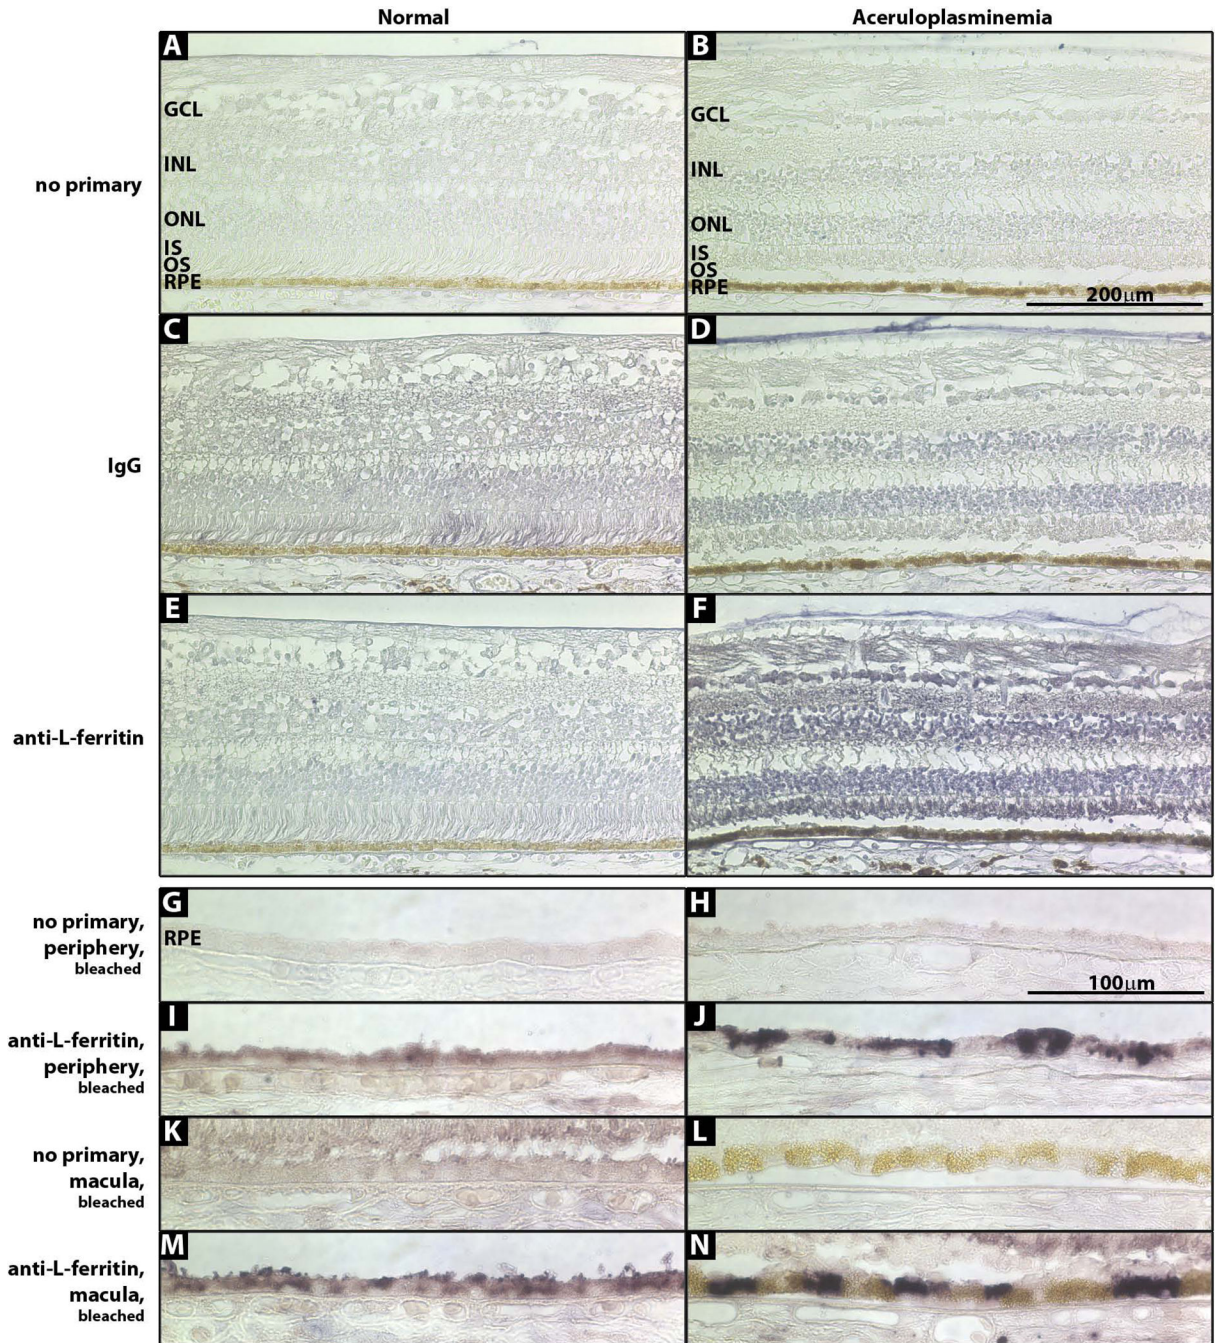 Normal
Aceruloplasminemia
A
B
no primary
GCL
INL
ONL
IS
OS
RPE
GCL
INL
ONL
IS
OS
RPE
200μm
C
D
IgG
E
F
anti-L-ferritin
G
H
no primary,
periphery,
bleached
RPE
100μm
I
J
anti-L-ferritin,
periphery,
bleached
K
L
no primary,
macula,
bleached
M
N
anti-L-ferritin,
macula,
bleached